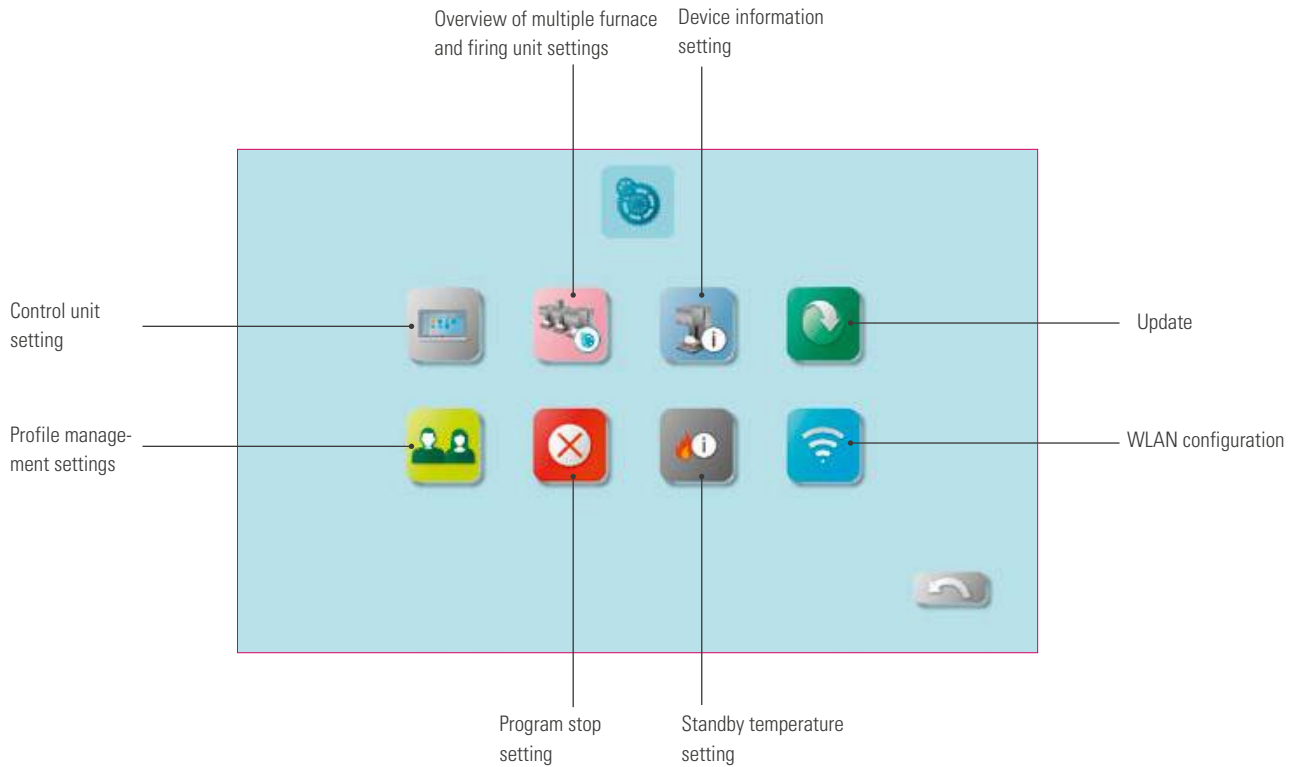 Overview of multiple furnace
and firing unit settings
Device information
setting
Control unit
setting
Update
Profile manage-
ment settings
WLAN configuration
Program stop
setting
Standby temperature
setting